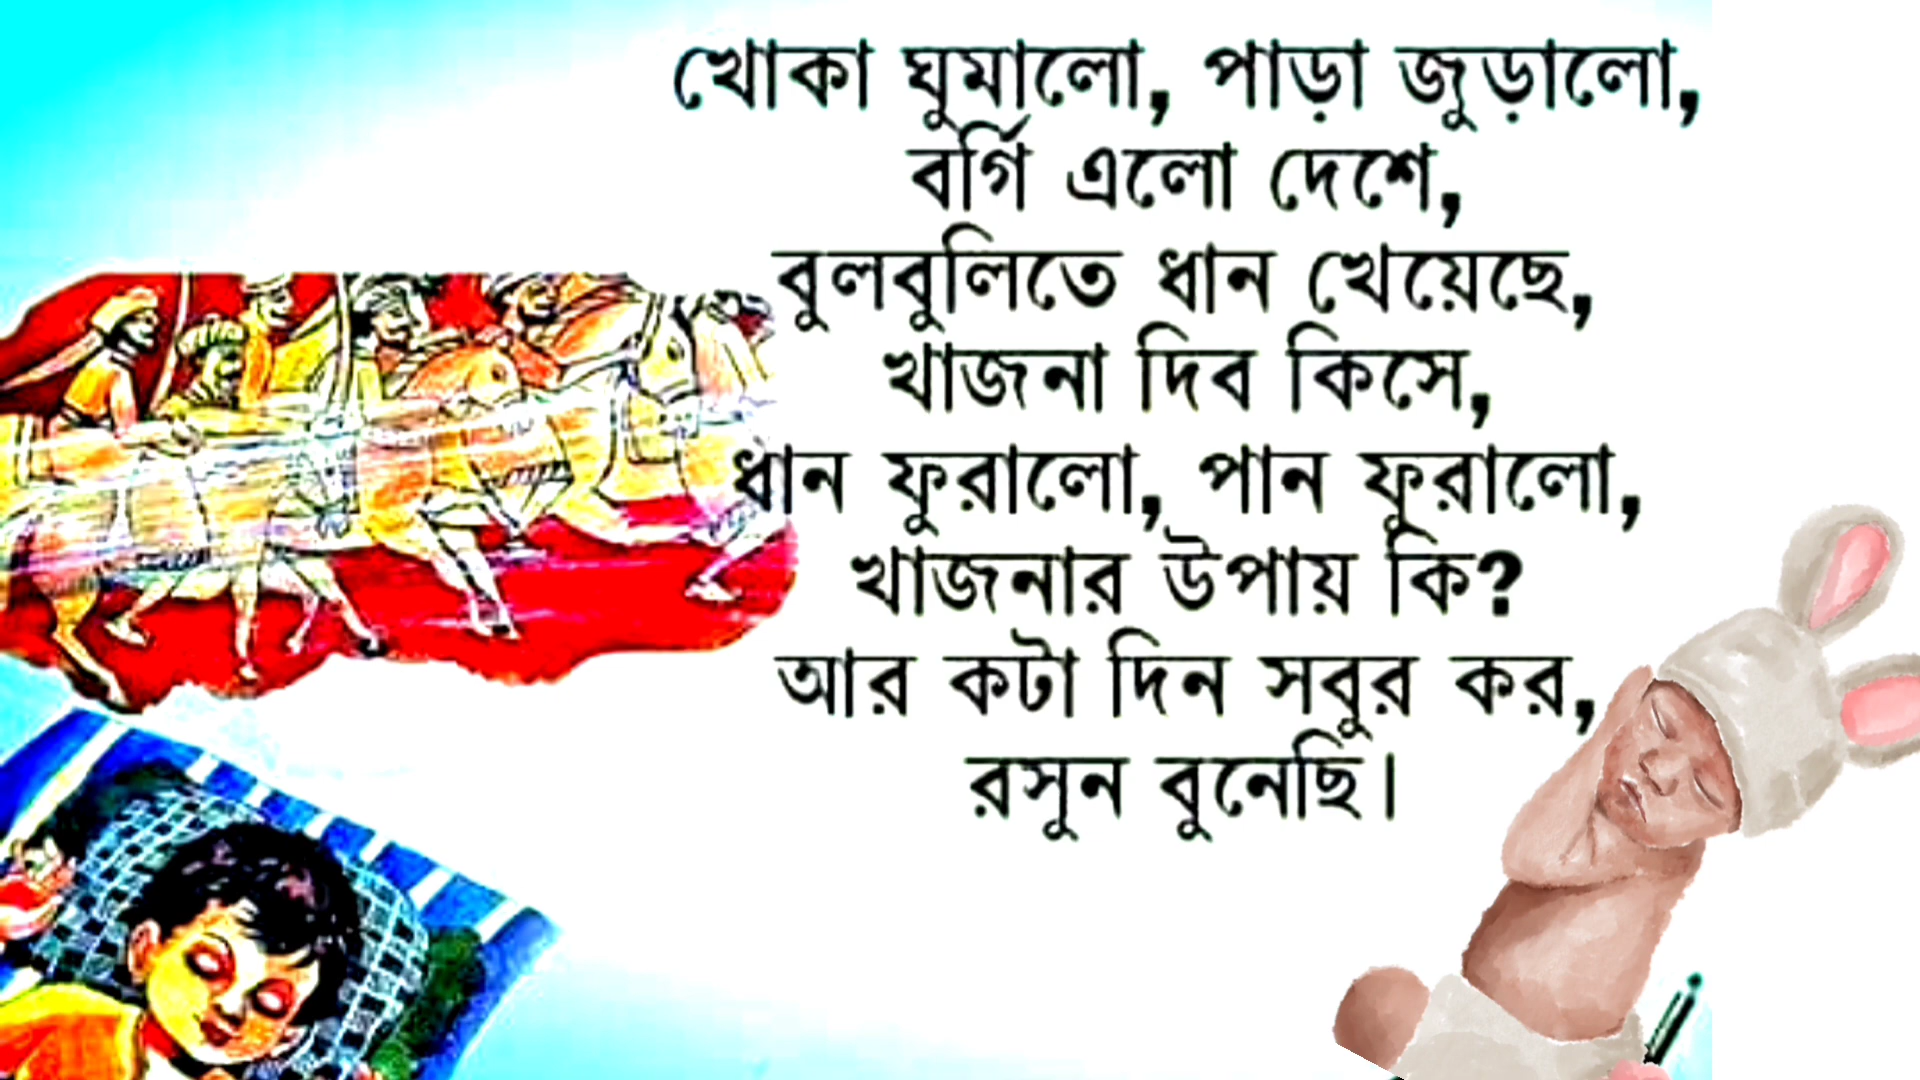 খোকা ঘুমালো, পাড়া জুড়ালো,
বর্গি এলো দেশে,
বুলবুলিতে ধান খেয়েছে,
খাজনা দিব কিসে,
ধান ফুরালো, পান ফুরালো,
খাজনার উপায় কি?
আর কটা দিন সবুর কর,
রসুন বুনেছি।